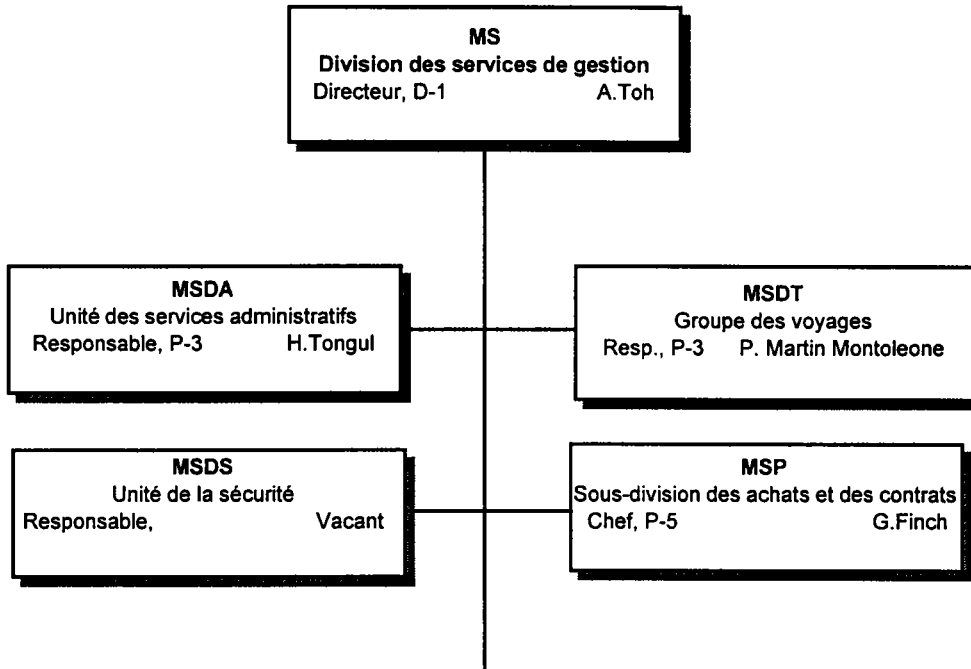 MS
Division des services de gestion
Directeur, D-1 A.Toh
MSDA
Unité des services administratifs
Responsable, P-3 H.Tongul
MSDT
Groupe des voyages
Resp., P-3 P. Martin Montoleone
MSDS
Unité de la sécurité
Responsable, Vacant
MSP
Sous-division des achats et des contrats
Chef, P-5 G.Finch